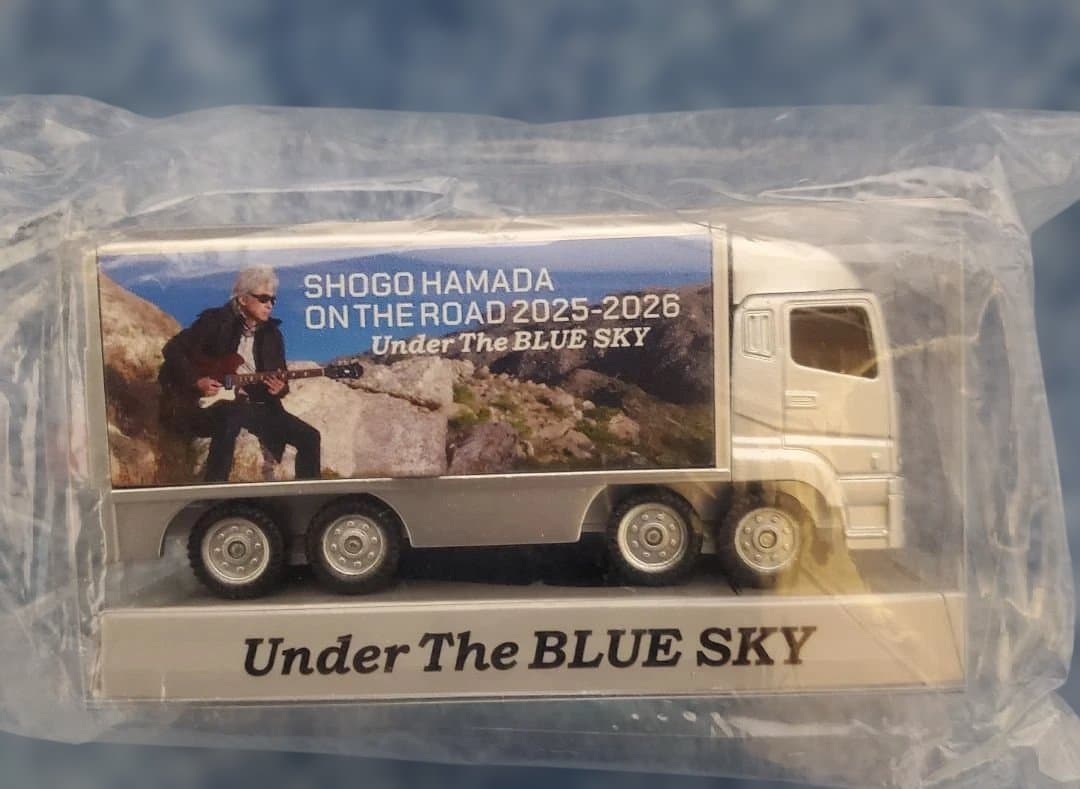 SHOGO HAMADA
ON THE ROAD 2025-2026
Under The BLUE SKY
Under The BLUE SKY